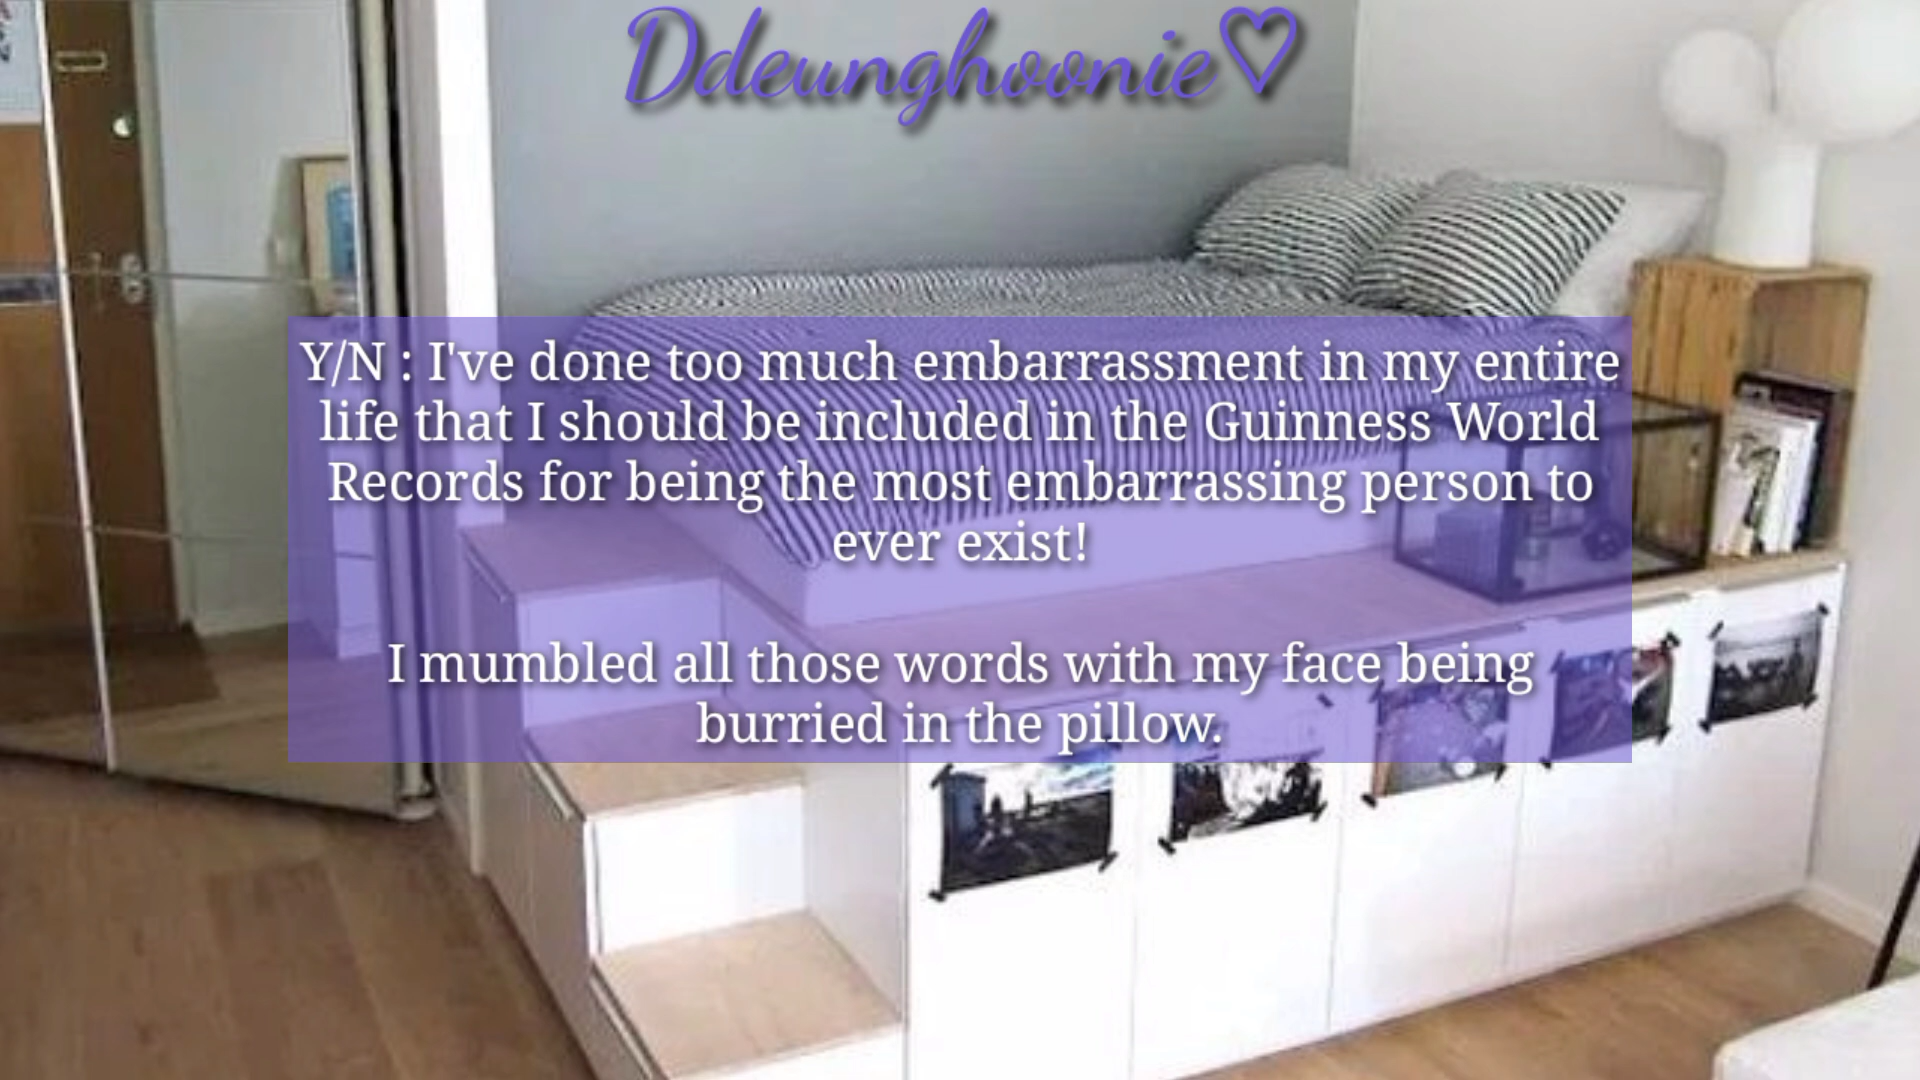 Ddeunghoonie♡
Y/N : I've done too much embarrassment in my entire
life that I should be included in the Guinness World
Records for being the most embarrassing person to
ever exist!
I mumbled all those words with my face being
burried in the pillow.